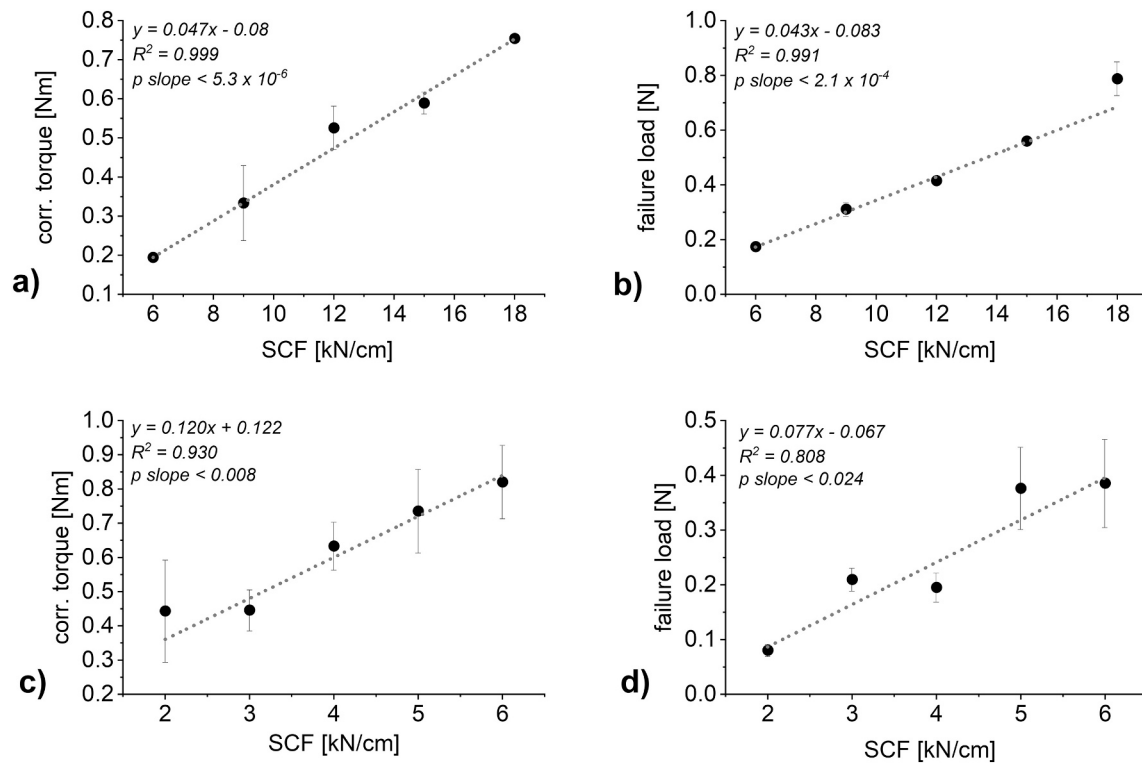 y = 0.047x - 0.08
R² = 0.999
p slope < 5.3 x 10⁻⁶
corr. torque [Nm]
0.8
0.7
0.6
0.5
0.4
0.3
0.2
0.1
6 8 10 12 14 16 18
SCF [kN/cm]
a)
y = 0.043x - 0.083
R² = 0.991
p slope < 2.1 x 10⁻⁴
failure load [N]
1.0
0.8
0.6
0.4
0.2
0.0
6 8 10 12 14 16 18
SCF [kN/cm]
b)
y = 0.120x + 0.122
R² = 0.930
p slope < 0.008
corr. torque [Nm]
1.0
0.9
0.8
0.7
0.6
0.5
0.4
0.3
0.2
2 3 4 5 6
SCF [kN/cm]
c)
y = 0.077x - 0.067
R² = 0.808
p slope < 0.024
failure load [N]
0.5
0.4
0.3
0.2
0.1
0.0
2 3 4 5 6
SCF [kN/cm]
d)